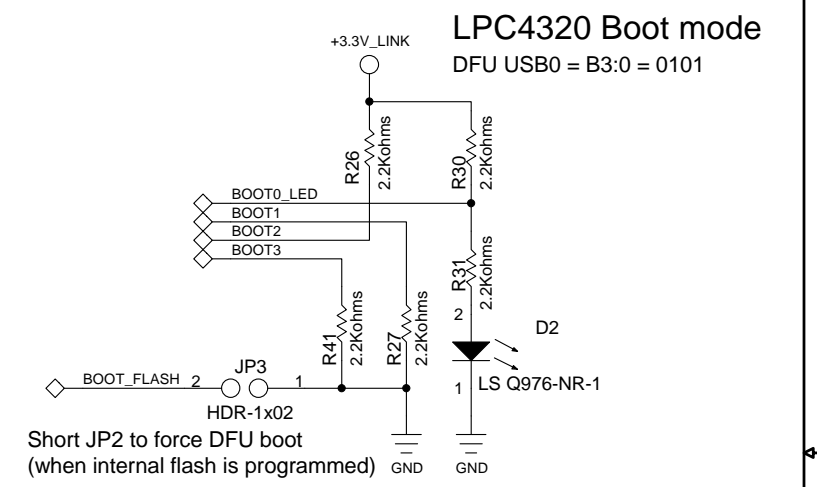 LPC4320 Boot mode
DFU USB0 = B3:0 = 0101
+3.3V_LINK
R26
2.2Kohms
R30
2.2Kohms
BOOT0_LED
BOOT1
BOOT2
BOOT3
R31
2.2Kohms
R41
2.2Kohms
R27
2.2Kohms
2
D2
1
LS Q976-NR-1
JP3
BOOT_FLASH 2
1
HDR-1x02
Short JP2 to force DFU boot
(when internal flash is programmed)
GND
GND